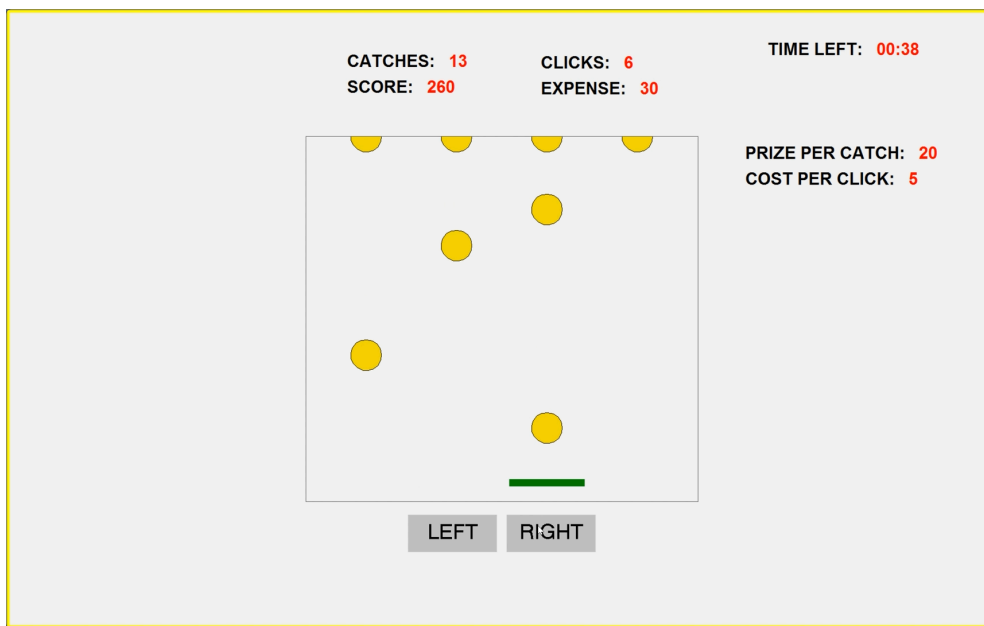 TIME LEFT: 00:38
CATCHES: 13 CLICKS: 6
SCORE: 260 EXPENSE: 30
PRIZE PER CATCH: 20
COST PER CLICK: 5
LEFT RIGHT